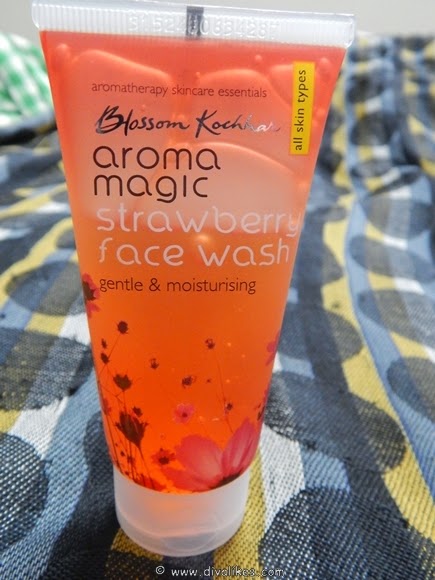 aromatherapy skincare essentials
Blossom Kochhar
all skin types
aroma
magic
strawberry
face wash
gentle & moisturising
© www.divalikes.com